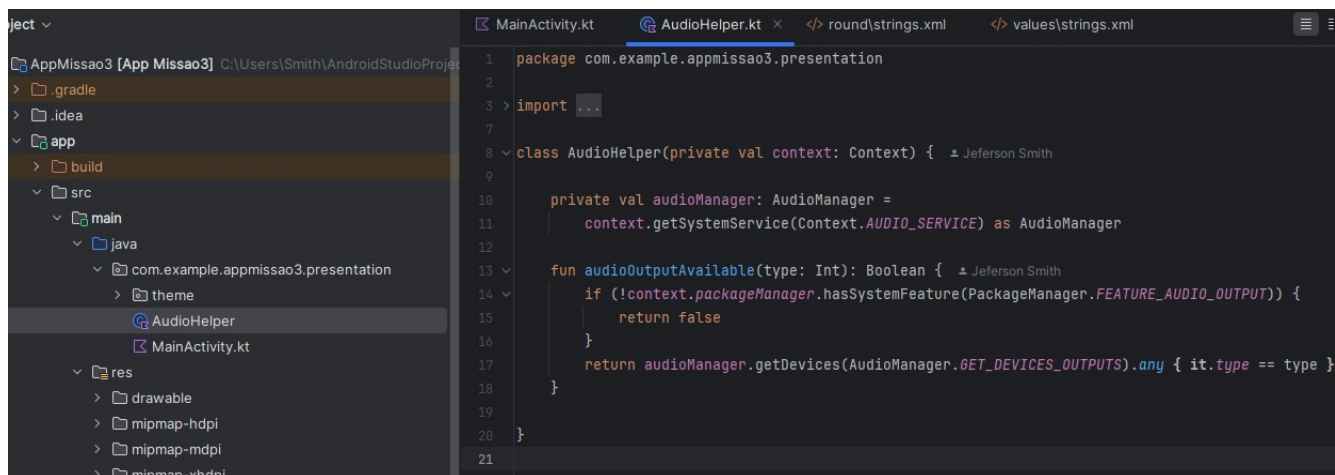 ject
AppMissao3 [App Missao3] C:\Users\Smith\AndroidStudioProjec
.gradle
.idea
app
build
src
main
java
com.example.appmissao3.presentation
theme
AudioHelper
MainActivity.kt
res
drawable
mipmap-hdpi
mipmap-mdpi
mipmap-xhdpi
MainActivity.kt AudioHelper.kt × </> round\strings.xml </> values\strings.xml
1 package com.example.appmissao3.presentation
2
3 import ...
7
8 class AudioHelper(private val context: Context) { Jeferson Smith
9
10 private val audioManager: AudioManager =
11 context.getSystemService(Context.AUDIO_SERVICE) as AudioManager
12
13 fun audioOutputAvailable(type: Int): Boolean { Jeferson Smith
14 if (!context.packageManager.hasSystemFeature(PackageManager.FEATURE_AUDIO_OUTPUT)) {
15 return false
16 }
17 return audioManager.getDevices(AudioManager.GET_DEVICES_OUTPUTS).any { it.type == type }
18 }
19
20 }
21